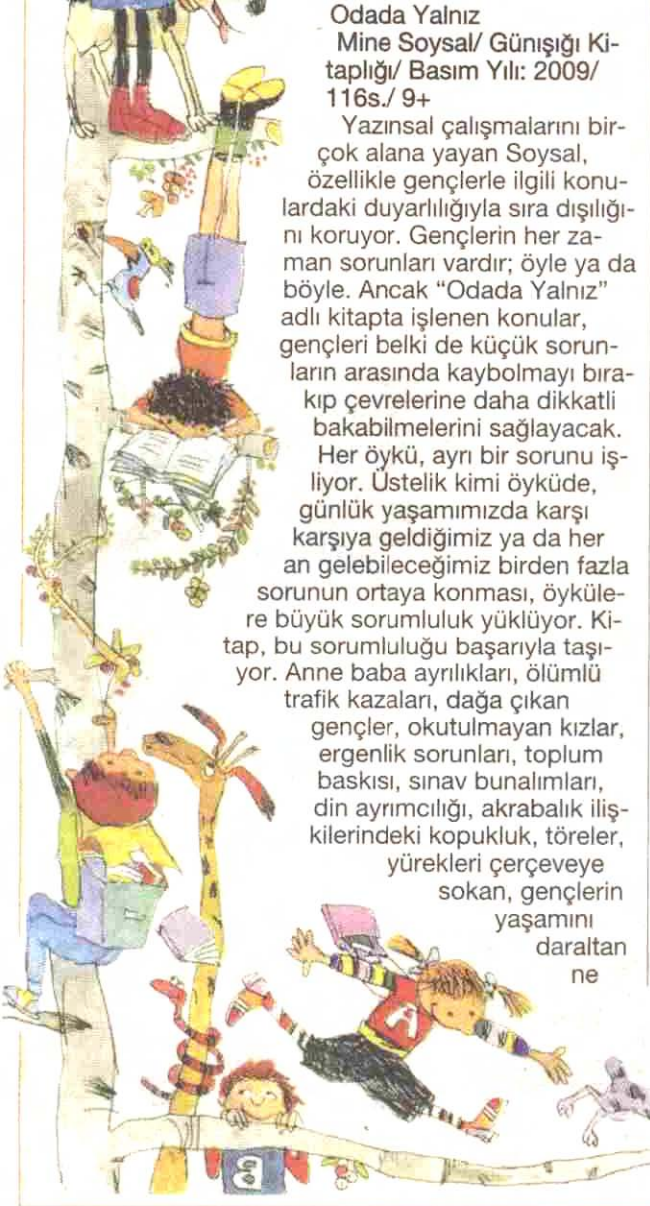 Odada Yalnız
Mine Soysal/ Günışığı Ki-
taplığı/ Basım Yılı: 2009/
116s./ 9+
Yazınsal çalışmalarını bir-
çok alana yayan Soysal,
özellikle gençlerle ilgili konu-
lardaki duyarlılığıyla sıra dışılığı-
nı koruyor. Gençlerin her za-
man sorunları vardır; öyle ya da
böyle. Ancak “Odada Yalnız”
adlı kitapta işlenen konular,
gençleri belki de küçük sorun-
ların arasında kaybolmayı bıra-
kıp çevrelerine daha dikkatli
bakabilmelerini sağlayacak.
Her öykü, ayrı bir sorunu iş-
liyor. Üstelik kimi öyküde,
günlük yaşamımızda karşı
karşıya geldiğimiz ya da her
an gelebileceğimiz birden fazla
sorunun ortaya konması, öyküle-
re büyük sorumluluk yüklüyor. Ki-
tap, bu sorumluluğu başarıyla taşı-
yor. Anne baba ayrılıkları, ölümlü
trafik kazaları, dağa çıkan
gençler, okutulmayan kızlar,
ergenlik sorunları, toplum
baskısı, sınav bunalımları,
din ayrımcılığı, akrabalık iliş-
kilerindeki kopukluk, töreler,
yürekleri çerçeveye
sokan, gençlerin
yaşamını
daraltan
ne
A
a